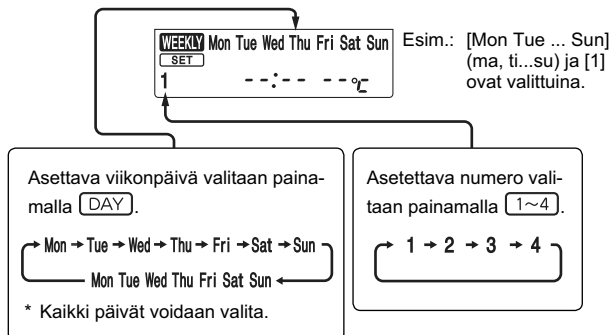 WEEKLY Mon Tue Wed Thu Fri Sat Sun
SET
1 --:-- --°C
Esim.: [Mon Tue ... Sun]
(ma, ti...su) ja [1]
ovat valittuina.
Asettava viikonpäivä valitaan paina-
malla DAY.
Mon → Tue → Wed → Thu → Fri → Sat → Sun
Mon Tue Wed Thu Fri Sat Sun
* Kaikki päivät voidaan valita.
Asetettava numero vali-
taan painamalla 1~4.
1 → 2 → 3 → 4